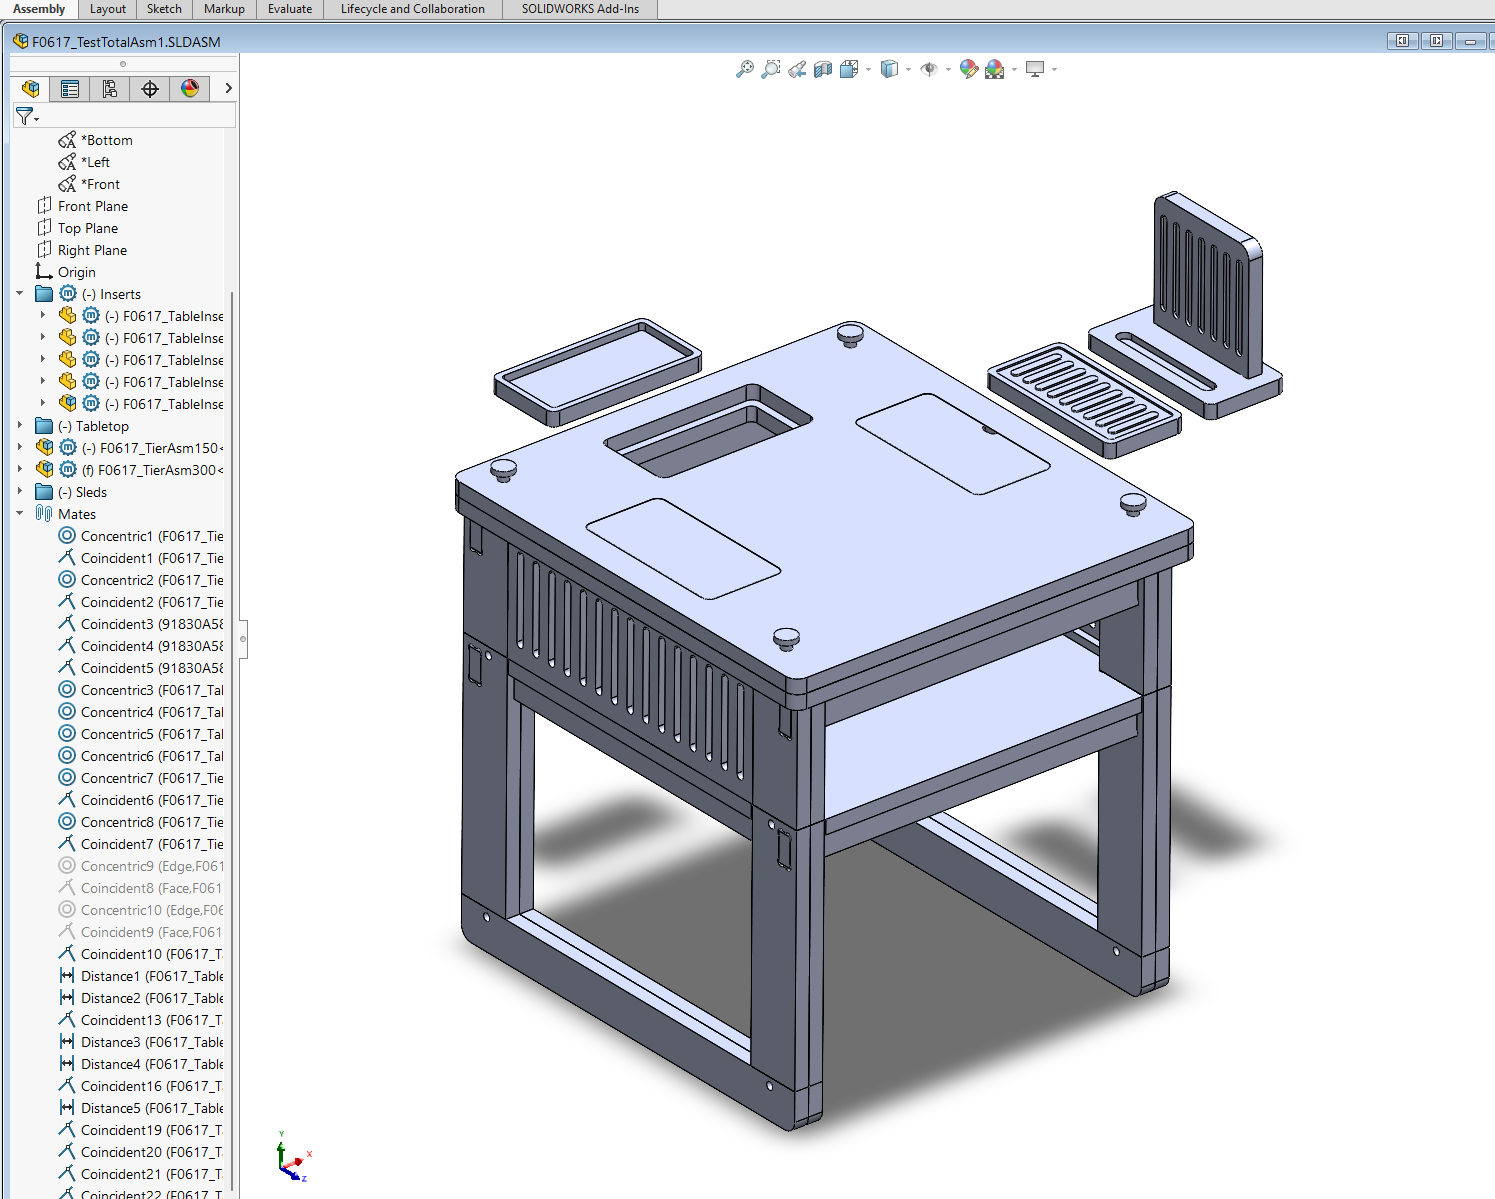 Assembly Layout Sketch Markup Evaluate Lifecycle and Collaboration SOLIDWORKS Add-Ins
F0617_TestTotalAsm1.SLDASM
*Bottom
*Left
*Front
Front Plane
Top Plane
Right Plane
Origin
(-) Inserts
(-) F0617_TableInse
(-) F0617_TableInse
(-) F0617_TableInse
(-) F0617_TableInse
(-) F0617_TableInse
(-) Tabletop
(-) F0617_TierAsm150<
(f) F0617_TierAsm300<
(-) Sleds
Mates
Concentric1 (F0617_Tie
Coincident1 (F0617_Tie
Concentric2 (F0617_Tie
Coincident2 (F0617_Tie
Coincident3 (91830A58
Coincident4 (91830A58
Coincident5 (91830A58
Concentric3 (F0617_Tal
Concentric4 (F0617_Tal
Concentric5 (F0617_Tal
Concentric6 (F0617_Tal
Concentric7 (F0617_Tie
Coincident6 (F0617_Tie
Concentric8 (F0617_Tie
Coincident7 (F0617_Tie
Concentric9 (Edge,F061
Coincident8 (Face,F061
Concentric10 (Edge,F06
Coincident9 (Face,F061
Coincident10 (F0617_T
Distance1 (F0617_Table
Distance2 (F0617_Table
Coincident13 (F0617_T
Distance3 (F0617_Table
Distance4 (F0617_Table
Coincident16 (F0617_T
Distance5 (F0617_Table
Coincident19 (F0617_T
Coincident20 (F0617_T
Coincident21 (F0617_T
Coincident22 (F0617_T
Y
X
Z